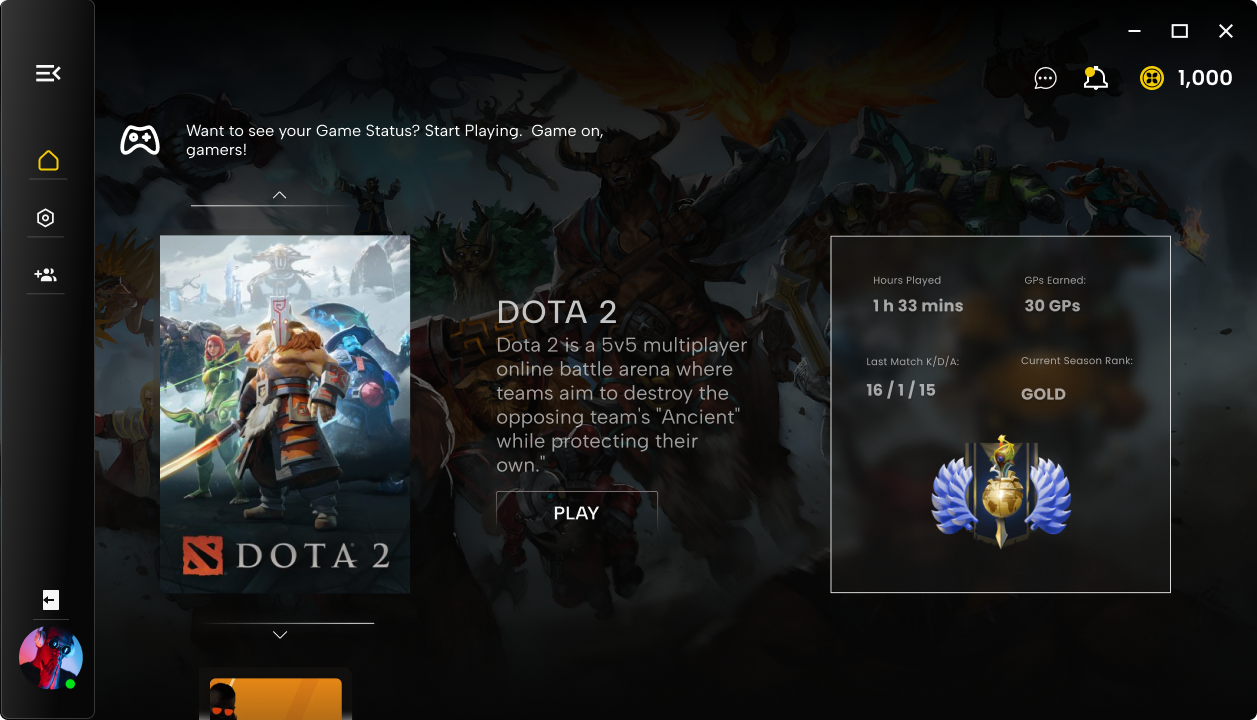 1,000
Want to see your Game Status? Start Playing.  Game on,
gamers!
DOTA 2
DOTA 2
Dota 2 is a 5v5 multiplayer
online battle arena where
teams aim to destroy the
opposing team's "Ancient"
while protecting their
own."
PLAY
Hours Played
1 h 33 mins
GPs Earned:
30 GPs
Last Match K/D/A:
16 / 1 / 15
Current Season Rank:
GOLD